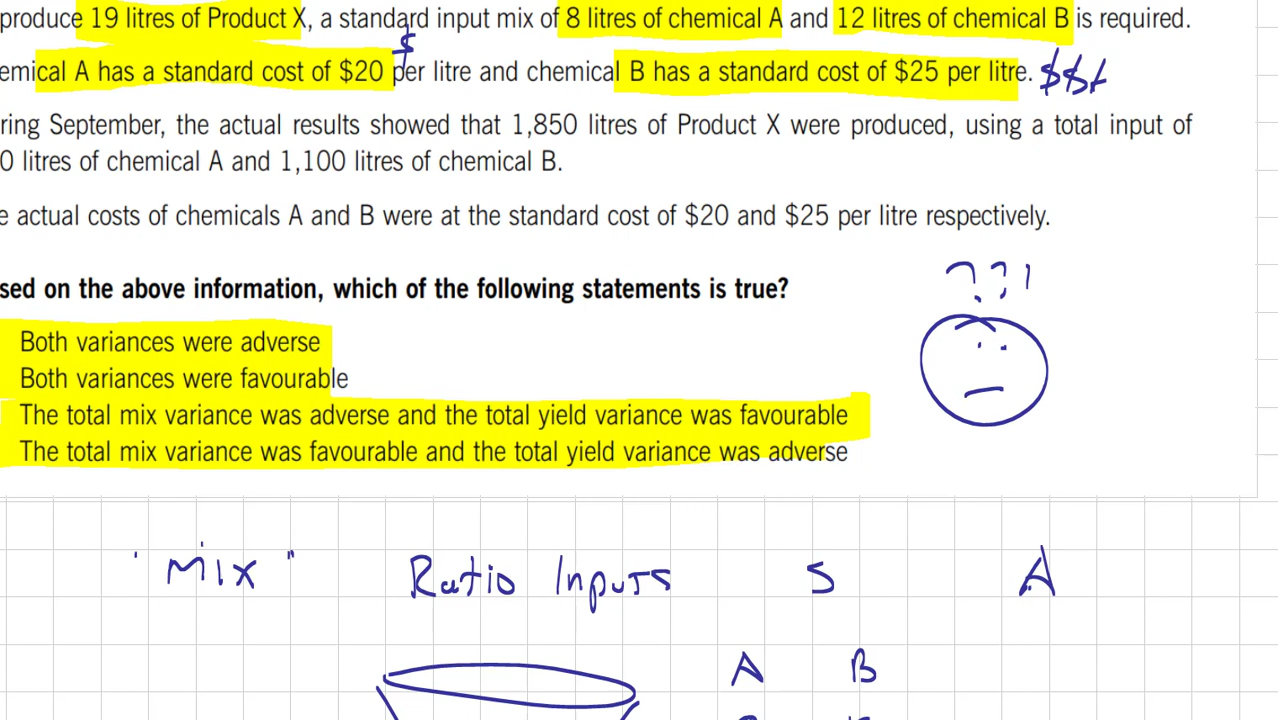 produce 19 litres of Product X, a standard input mix of 8 litres of chemical A and 12 litres of chemical B is required.
$
emical A has a standard cost of $20 per litre and chemical B has a standard cost of $25 per litre. $$$
ring September, the actual results showed that 1,850 litres of Product X were produced, using a total input of
0 litres of chemical A and 1,100 litres of chemical B.
e actual costs of chemicals A and B were at the standard cost of $20 and $25 per litre respectively.
sed on the above information, which of the following statements is true?
???
Both variances were adverse
Both variances were favourable
The total mix variance was adverse and the total yield variance was favourable
The total mix variance was favourable and the total yield variance was adverse
"Mix" Ratio Inputs S A
A B